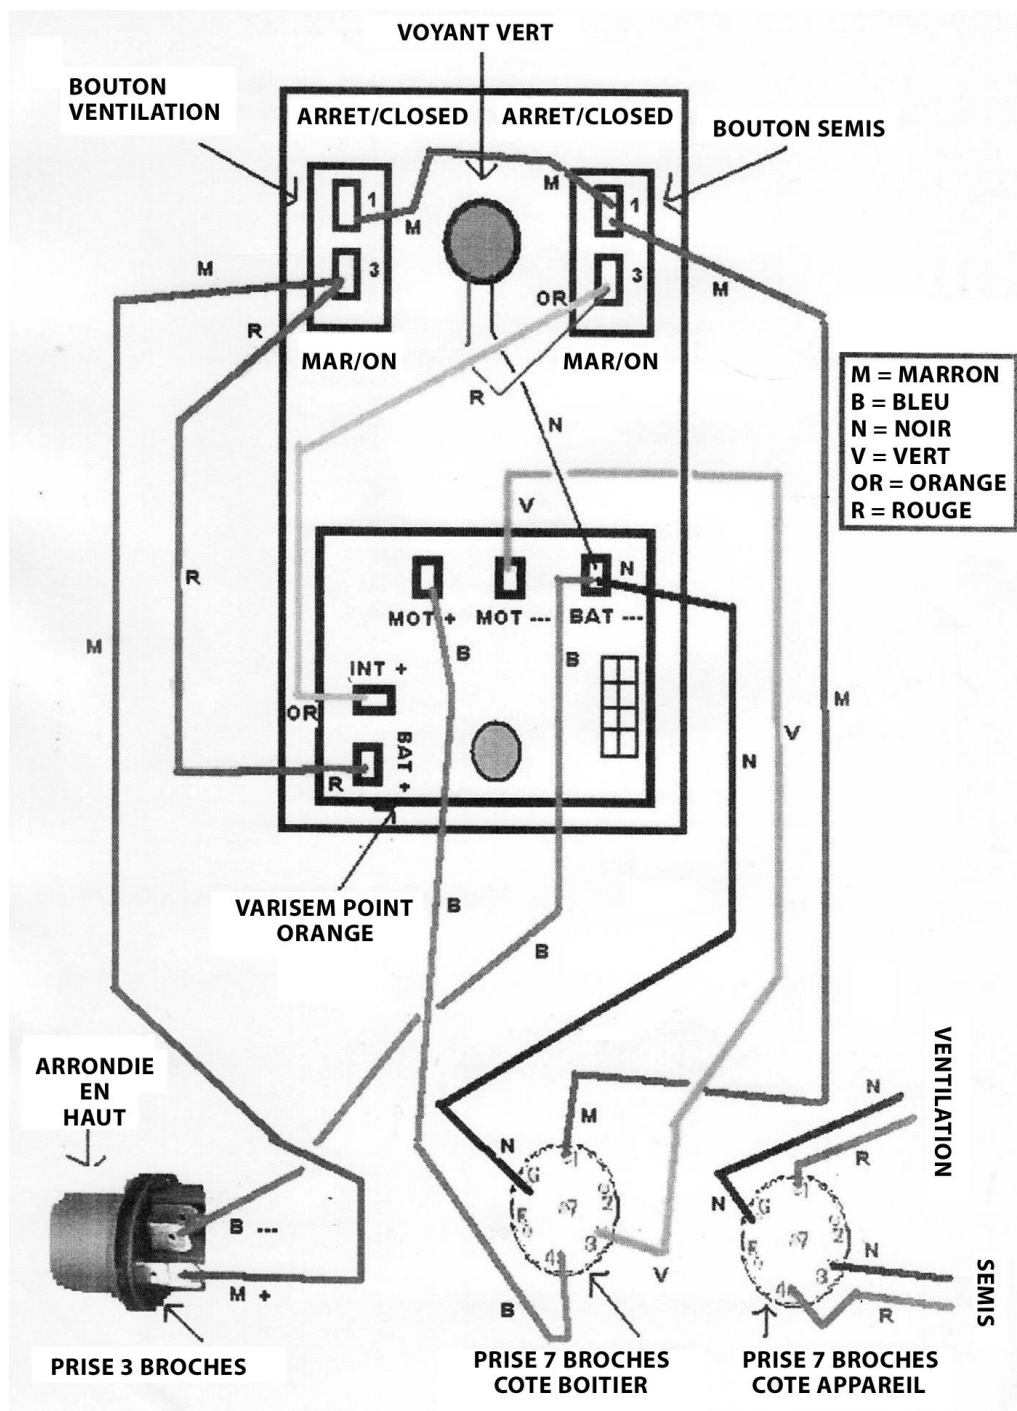 VOYANT VERT
BOUTON
VENTILATION
ARRET/CLOSED
ARRET/CLOSED
BOUTON SEMIS
1
M
M
1
3
M
3
M
OR
R
MAR/ON
MAR/ON
R
N
M = MARRON
B = BLEU
N = NOIR
V = VERT
OR = ORANGE
R = ROUGE
V
N
R
MOT +
MOT ---
BAT ---
M
B
B
INT +
OR
M
V
N
BAT +
R
VARISEM POINT
ORANGE
B
B
ARRONDIE
EN
HAUT
VENTILATION
N
M
R
N
G
1
2
7
3
4
N
G
1
2
7
3
4
B ---
N
V
M +
B
R
SEMIS
PRISE 3 BROCHES
PRISE 7 BROCHES
COTE BOITIER
PRISE 7 BROCHES
COTE APPAREIL